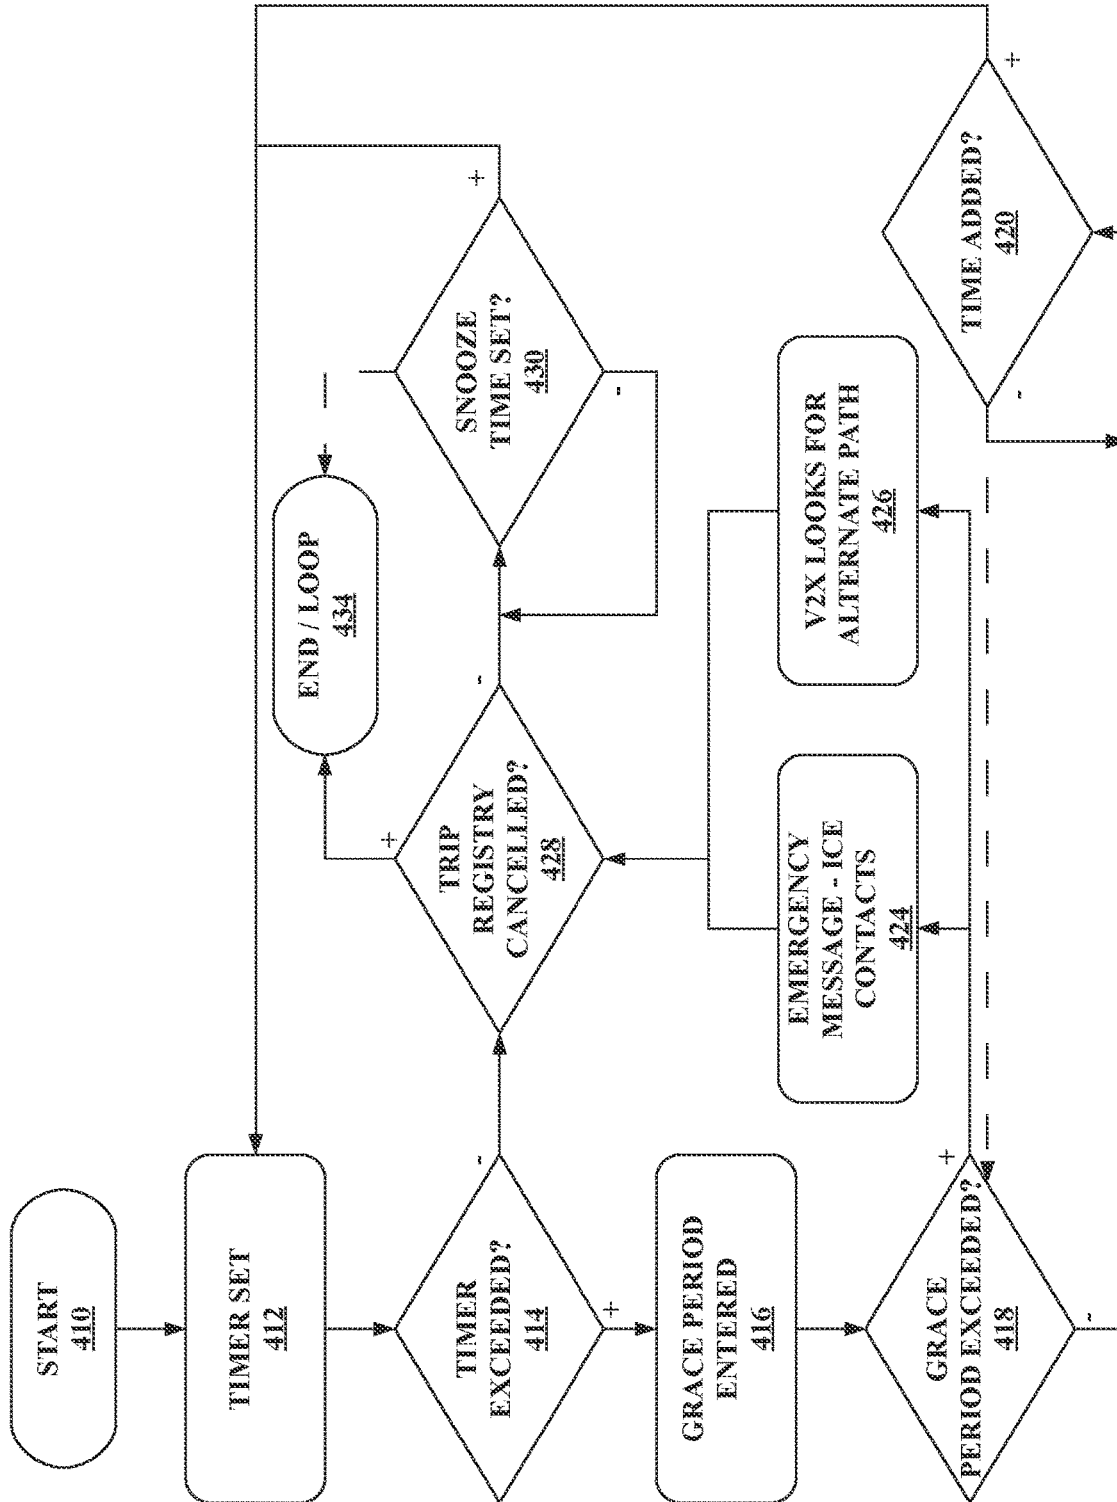 START
410
TIMER SET
412
TIMER
EXCEEDED?
414
-
+
GRACE PERIOD
ENTERED
416
GRACE
PERIOD EXCEEDED?
418
+
-
EMERGENCY
MESSAGE - ICE
CONTACTS
424
V2X LOOKS FOR
ALTERNATE PATH
426
TRIP
REGISTRY
CANCELLED?
428
+
-
END / LOOP
434
SNOOZE
TIME SET?
430
+
-
TIME ADDED?
420
+
-